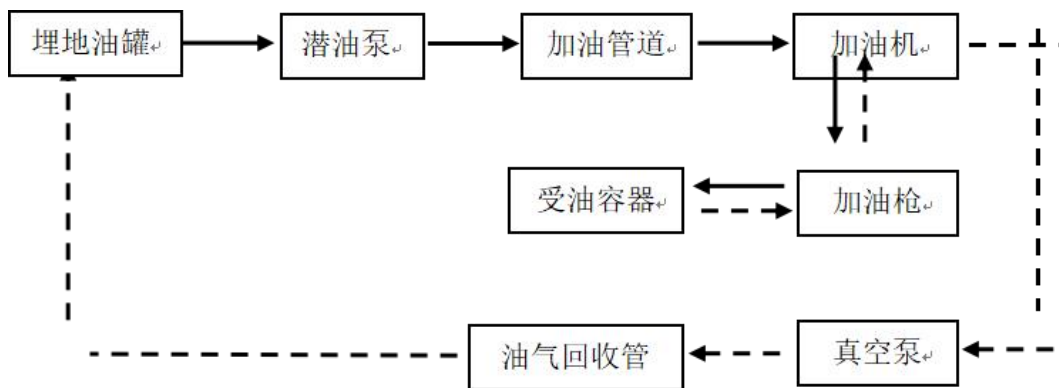 埋地油罐
潜油泵
加油管道
加油机
受油容器
加油枪
油气回收管
真空泵